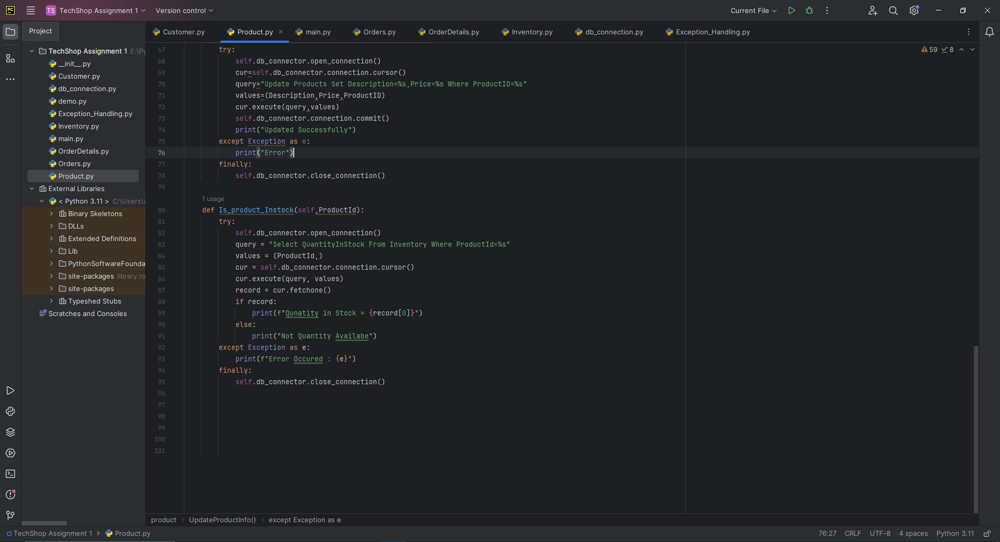 PC
TS TechShop Assignment 1 Version control Current File
Project
Customer.py Product.py main.py Orders.py OrderDetails.py Inventory.py db_connection.py Exception_Handling.py
TechShop Assignment 1 E:\Py
__init__.py
Customer.py
db_connection.py
demo.py
Exception_Handling.py
Inventory.py
main.py
OrderDetails.py
Orders.py
Product.py
External Libraries
< Python 3.11 > C:\Users\a
Binary Skeletons
DLLs
Extended Definitions
Lib
PythonSoftwareFounda
site-packages library ro
site-packages
Typeshed Stubs
Scratches and Consoles
59 8
67 try:
68 self.db_connector.open_connection()
69 cur=self.db_connector.connection.cursor()
70 query="Update Products Set Description=%s,Price=%s Where ProductID=%s"
71 values=(Description,Price,ProductID)
72 cur.execute(query,values)
73 self.db_connector.connection.commit()
74 print("Updated Successfully")
75 except Exception as e:
76 print("Error")
77 finally:
78 self.db_connector.close_connection()
79
1 usage
80 def Is_product_Instock(self,ProductId):
81 try:
82 self.db_connector.open_connection()
83 query = "Select QuantityInStock From Inventory Where ProductId=%s"
84 values = (ProductId,)
85 cur = self.db_connector.connection.cursor()
86 cur.execute(query, values)
87 record = cur.fetchone()
88 if record:
89 print(f"Qunatity in Stock = {record[0]}")
90 else:
91 print("Not Quantity Availabe")
92 except Exception as e:
93 print(f"Error Occured : {e}")
94 finally:
95 self.db_connector.close_connection()
96
97
98
99
100
101
product > UpdateProductInfo() > except Exception as e
TechShop Assignment 1 > Product.py 76:27 CRLF UTF-8 4 spaces Python 3.11